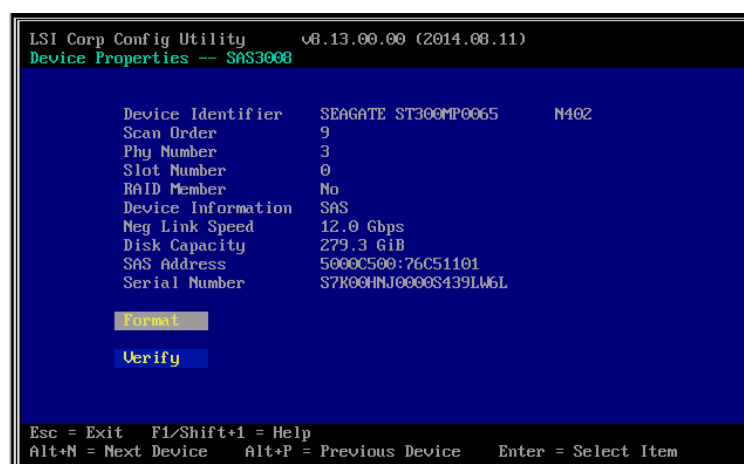 LSI Corp Config Utility v8.13.00.00 (2014.08.11)
Device Properties -- SAS3008
Device Identifier SEAGATE ST300MP0065 N402
Scan Order 9
Phy Number 3
Slot Number 0
RAID Member No
Device Information SAS
Neg Link Speed 12.0 Gbps
Disk Capacity 279.3 GiB
SAS Address 5000C500:76C51101
Serial Number S7K00HNJ0000S439LW6L
Format
Verify
Esc = Exit F1/Shift+1 = Help
Alt+N = Next Device Alt+P = Previous Device Enter = Select Item